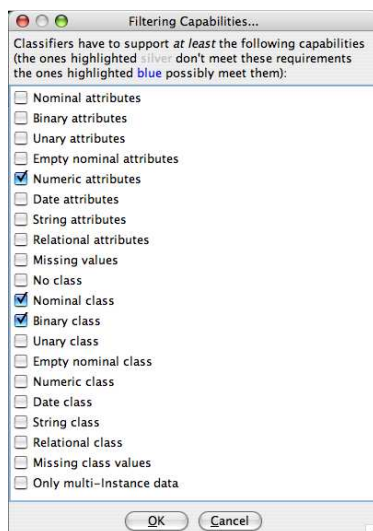 Filtering Capabilities...
Classifiers have to support at least the following capabilities
(the ones highlighted silver don't meet these requirements
the ones highlighted blue possibly meet them):
Nominal attributes
Binary attributes
Unary attributes
Empty nominal attributes
Numeric attributes
Date attributes
String attributes
Relational attributes
Missing values
No class
Nominal class
Binary class
Unary class
Empty nominal class
Numeric class
Date class
String class
Relational class
Missing class values
Only multi-Instance data
OK Cancel